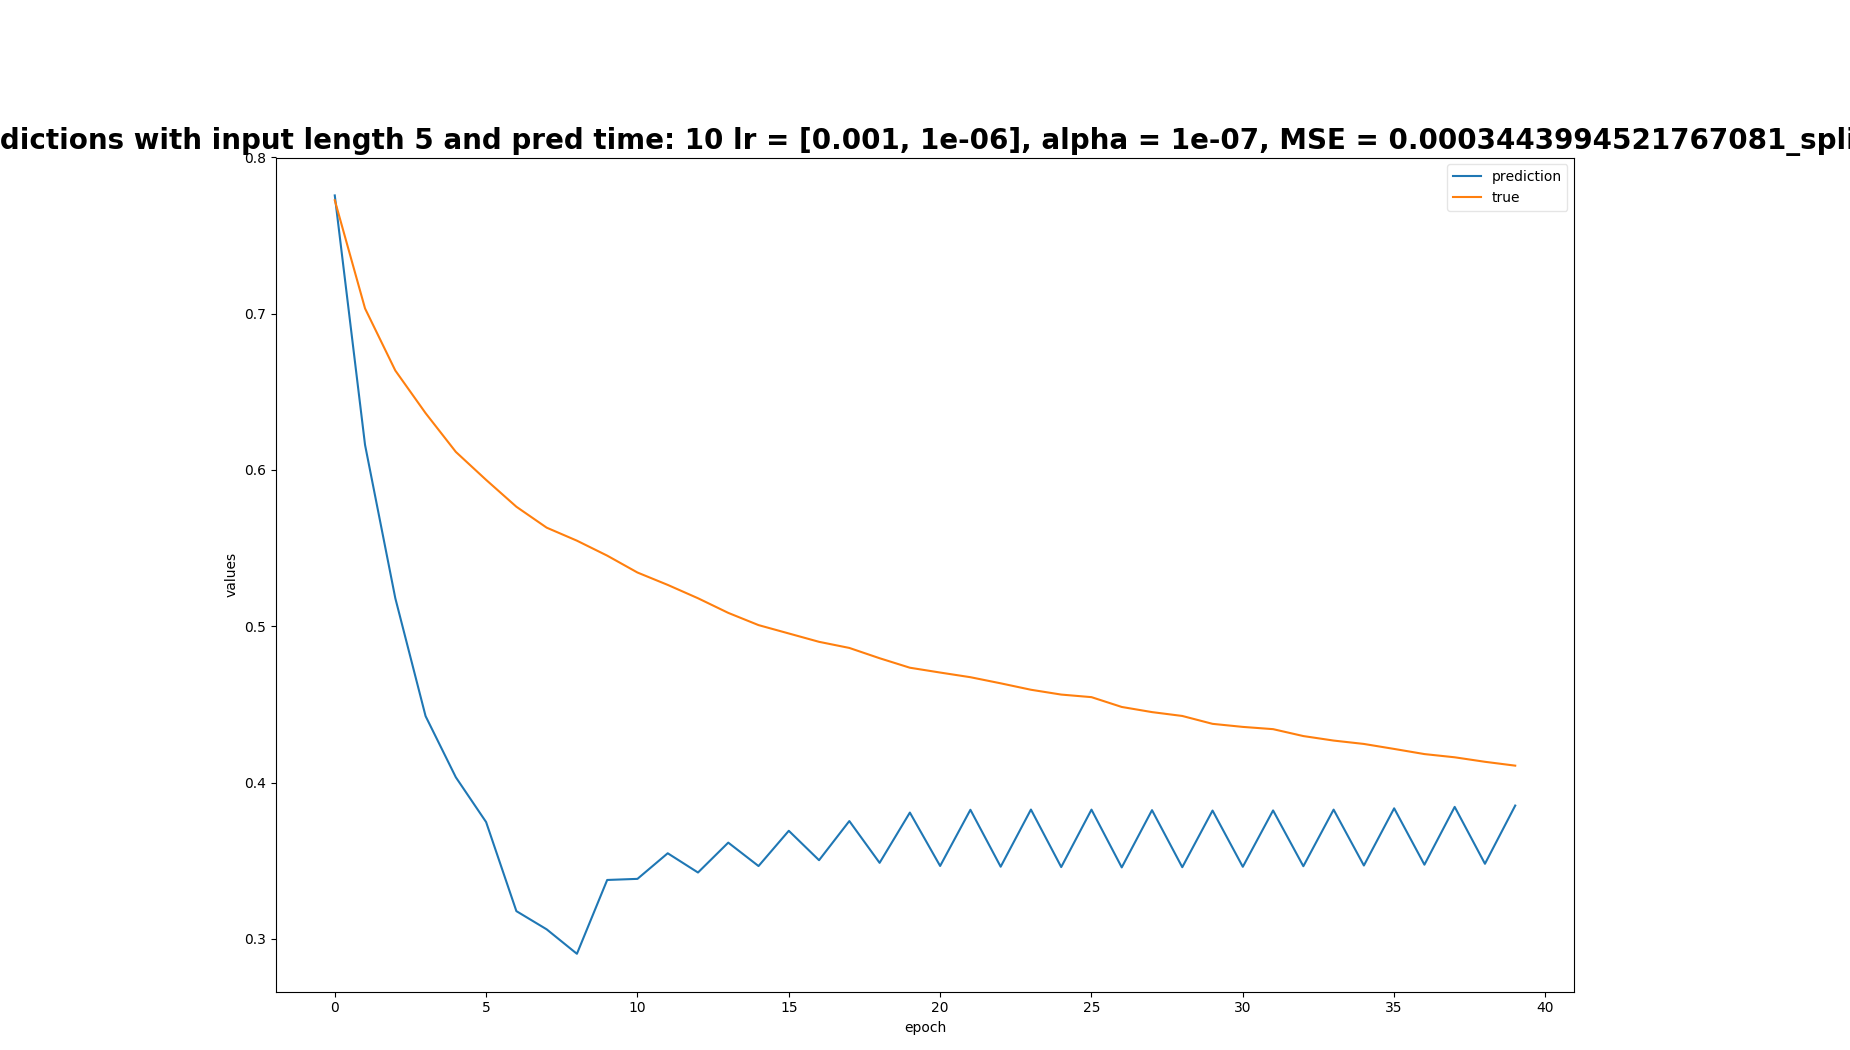 dictions with input length 5 and pred time: 10 lr = [0.001, 1e-06], alpha = 1e-07, MSE = 0.0003443994521767081_spli
prediction
true
0.8
0.7
0.6
0.5
0.4
0.3
values
0 5 10 15 20 25 30 35 40
epoch